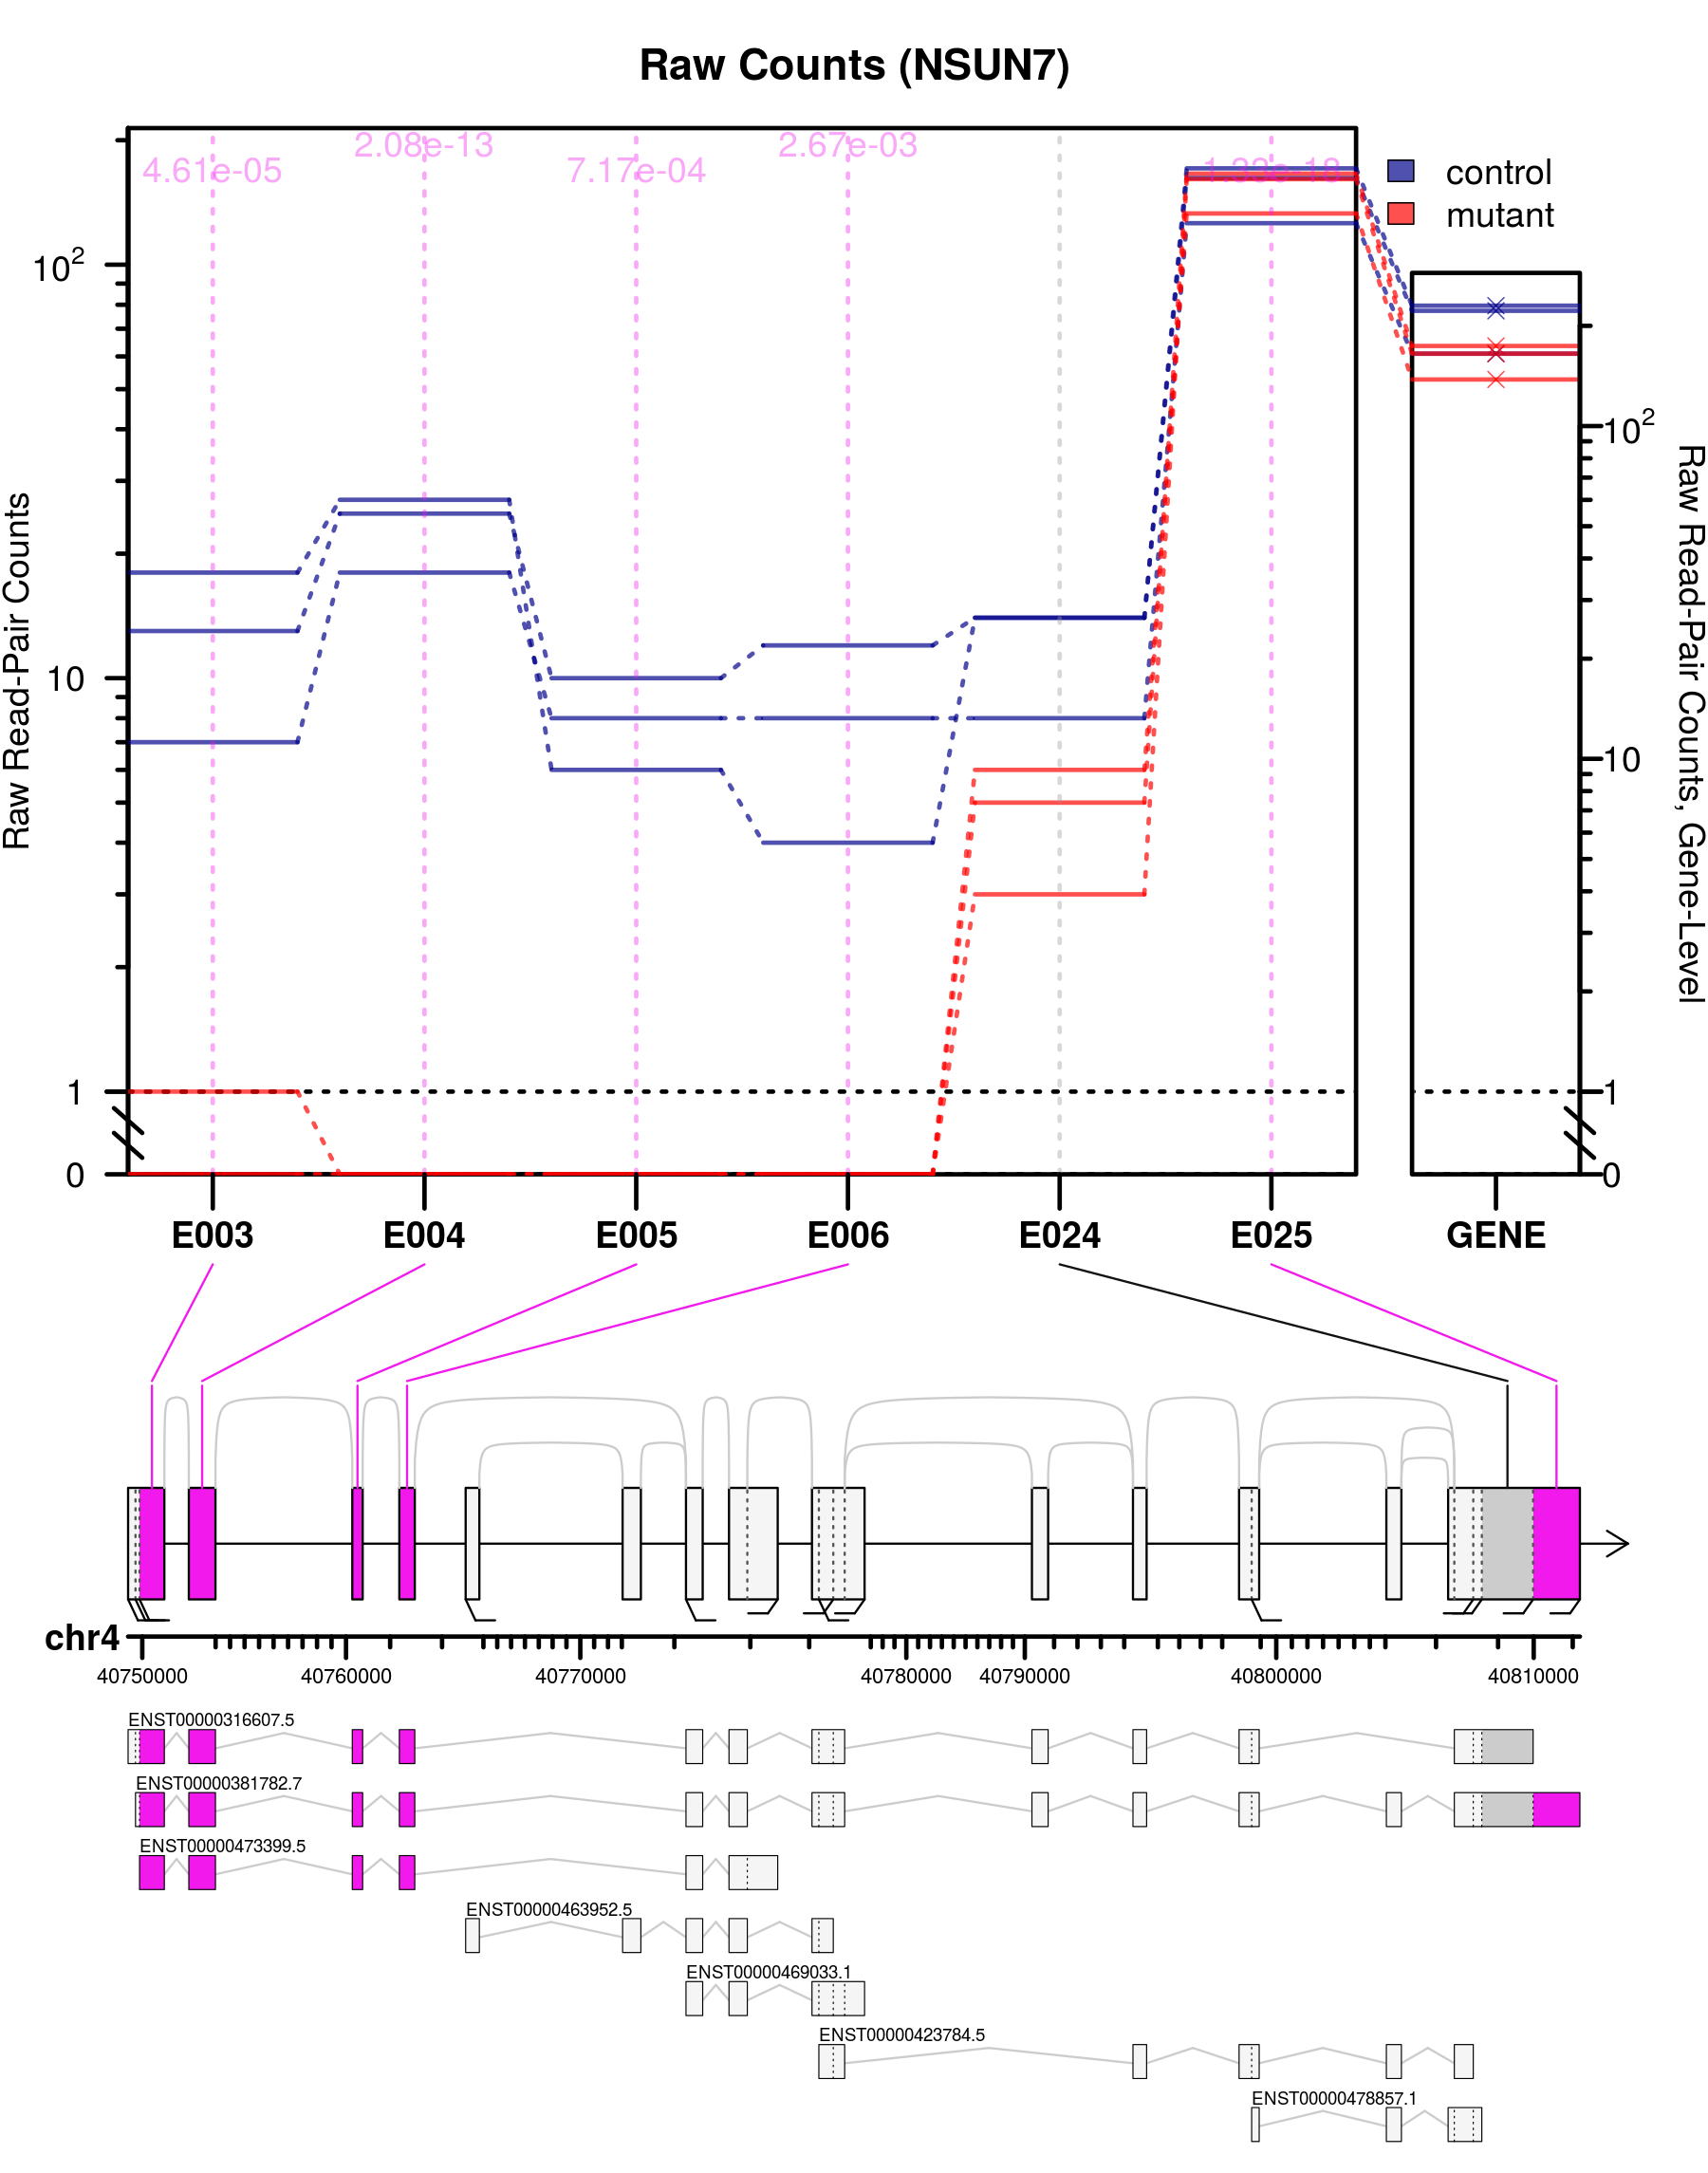 Raw Counts (NSUN7)
4.61e-05
2.08e-13
7.17e-04
2.67e-03
control
mutant
Raw Read-Pair Counts
10²
10
1
0
10²
10
1
0
Raw Read-Pair Counts, Gene-Level
E003 E004 E005 E006 E024 E025 GENE
chr4
40750000 40760000 40770000 40780000 40790000 40800000 40810000
ENST00000316607.5
ENST00000381782.7
ENST00000473399.5
ENST00000463952.5
ENST00000469033.1
ENST00000423784.5
ENST00000478857.1